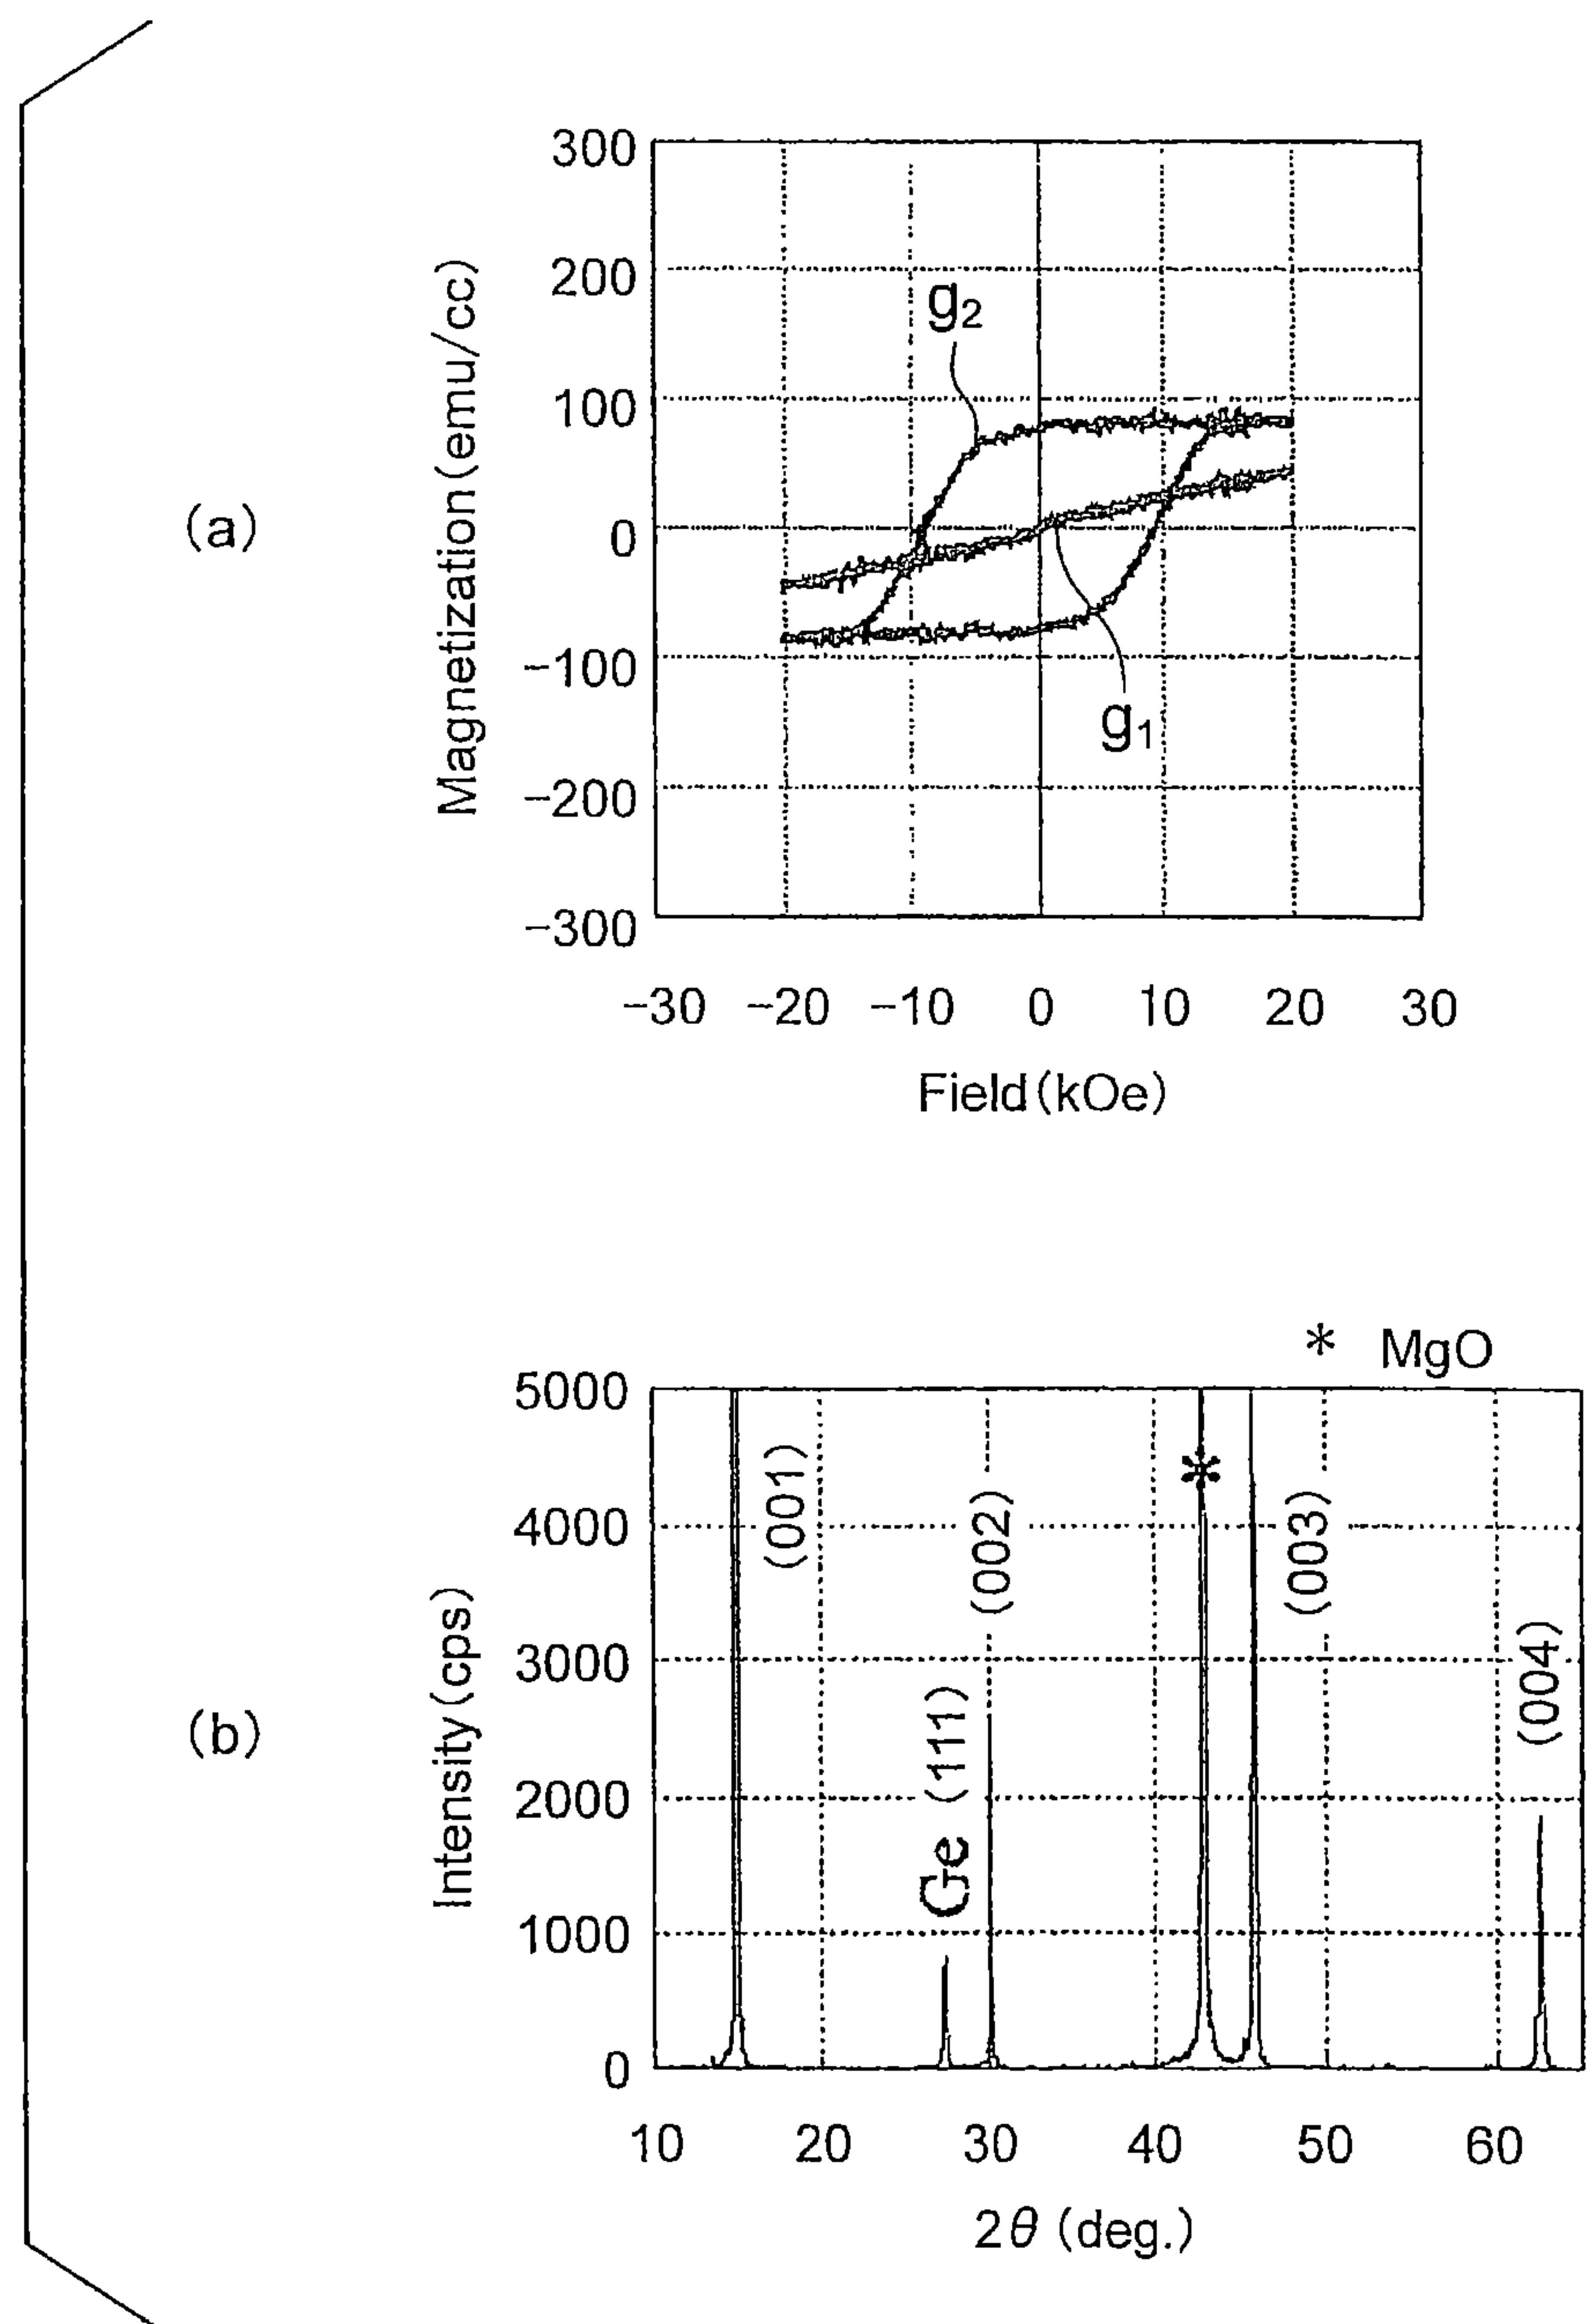 (a)
Magnetization(emu/cc)
300
200
100
0
−100
−200
−300
g2
g1
−30 −20 −10 0 10 20 30
Field(kOe)
(b)
* MgO
Intensity(cps)
5000
4000
3000
2000
1000
0
(001)
Ge (111)
(002)
*
(003)
(004)
10 20 30 40 50 60
2θ (deg.)